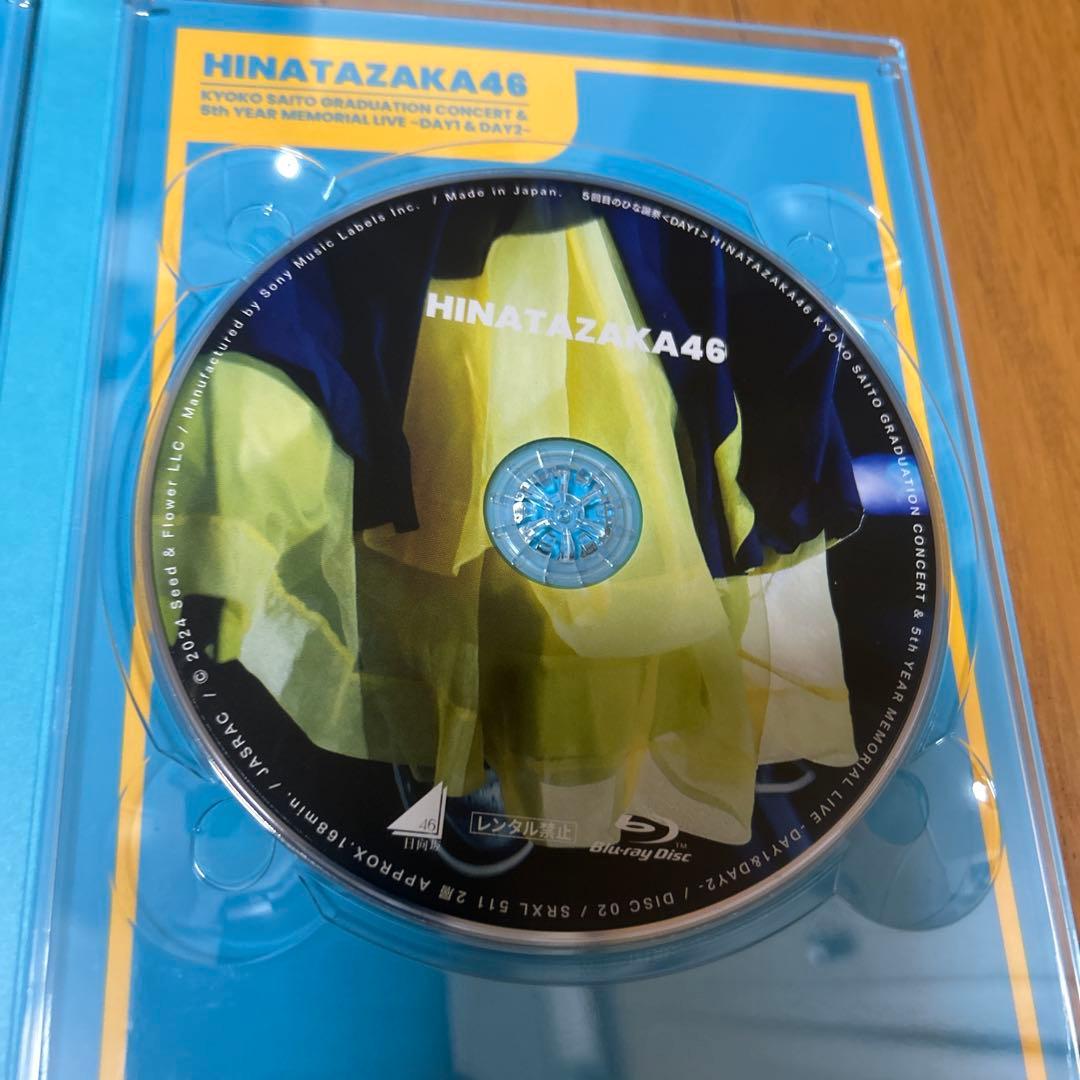 HINATAZAKA46
KYOKO SAITO GRADUATION CONCERT &
5th YEAR MEMORIAL LIVE -DAY1 & DAY2-
5回目のひな誕祭<DAY1> HINATAZAKA46 KYOKO SAITO GRADUATION CONCERT & 5th YEAR MEMORIAL LIVE -DAY1&DAY2- / DISC 02 / SRXL 511 2層 APPROX.168min. / JASRAC / © 2024 Seed & Flower LLC / Manufactured by Sony Music Labels Inc. / Made in Japan.
HINATAZAKA46
46
日向坂
レンタル禁止
Blu-ray Disc
TM